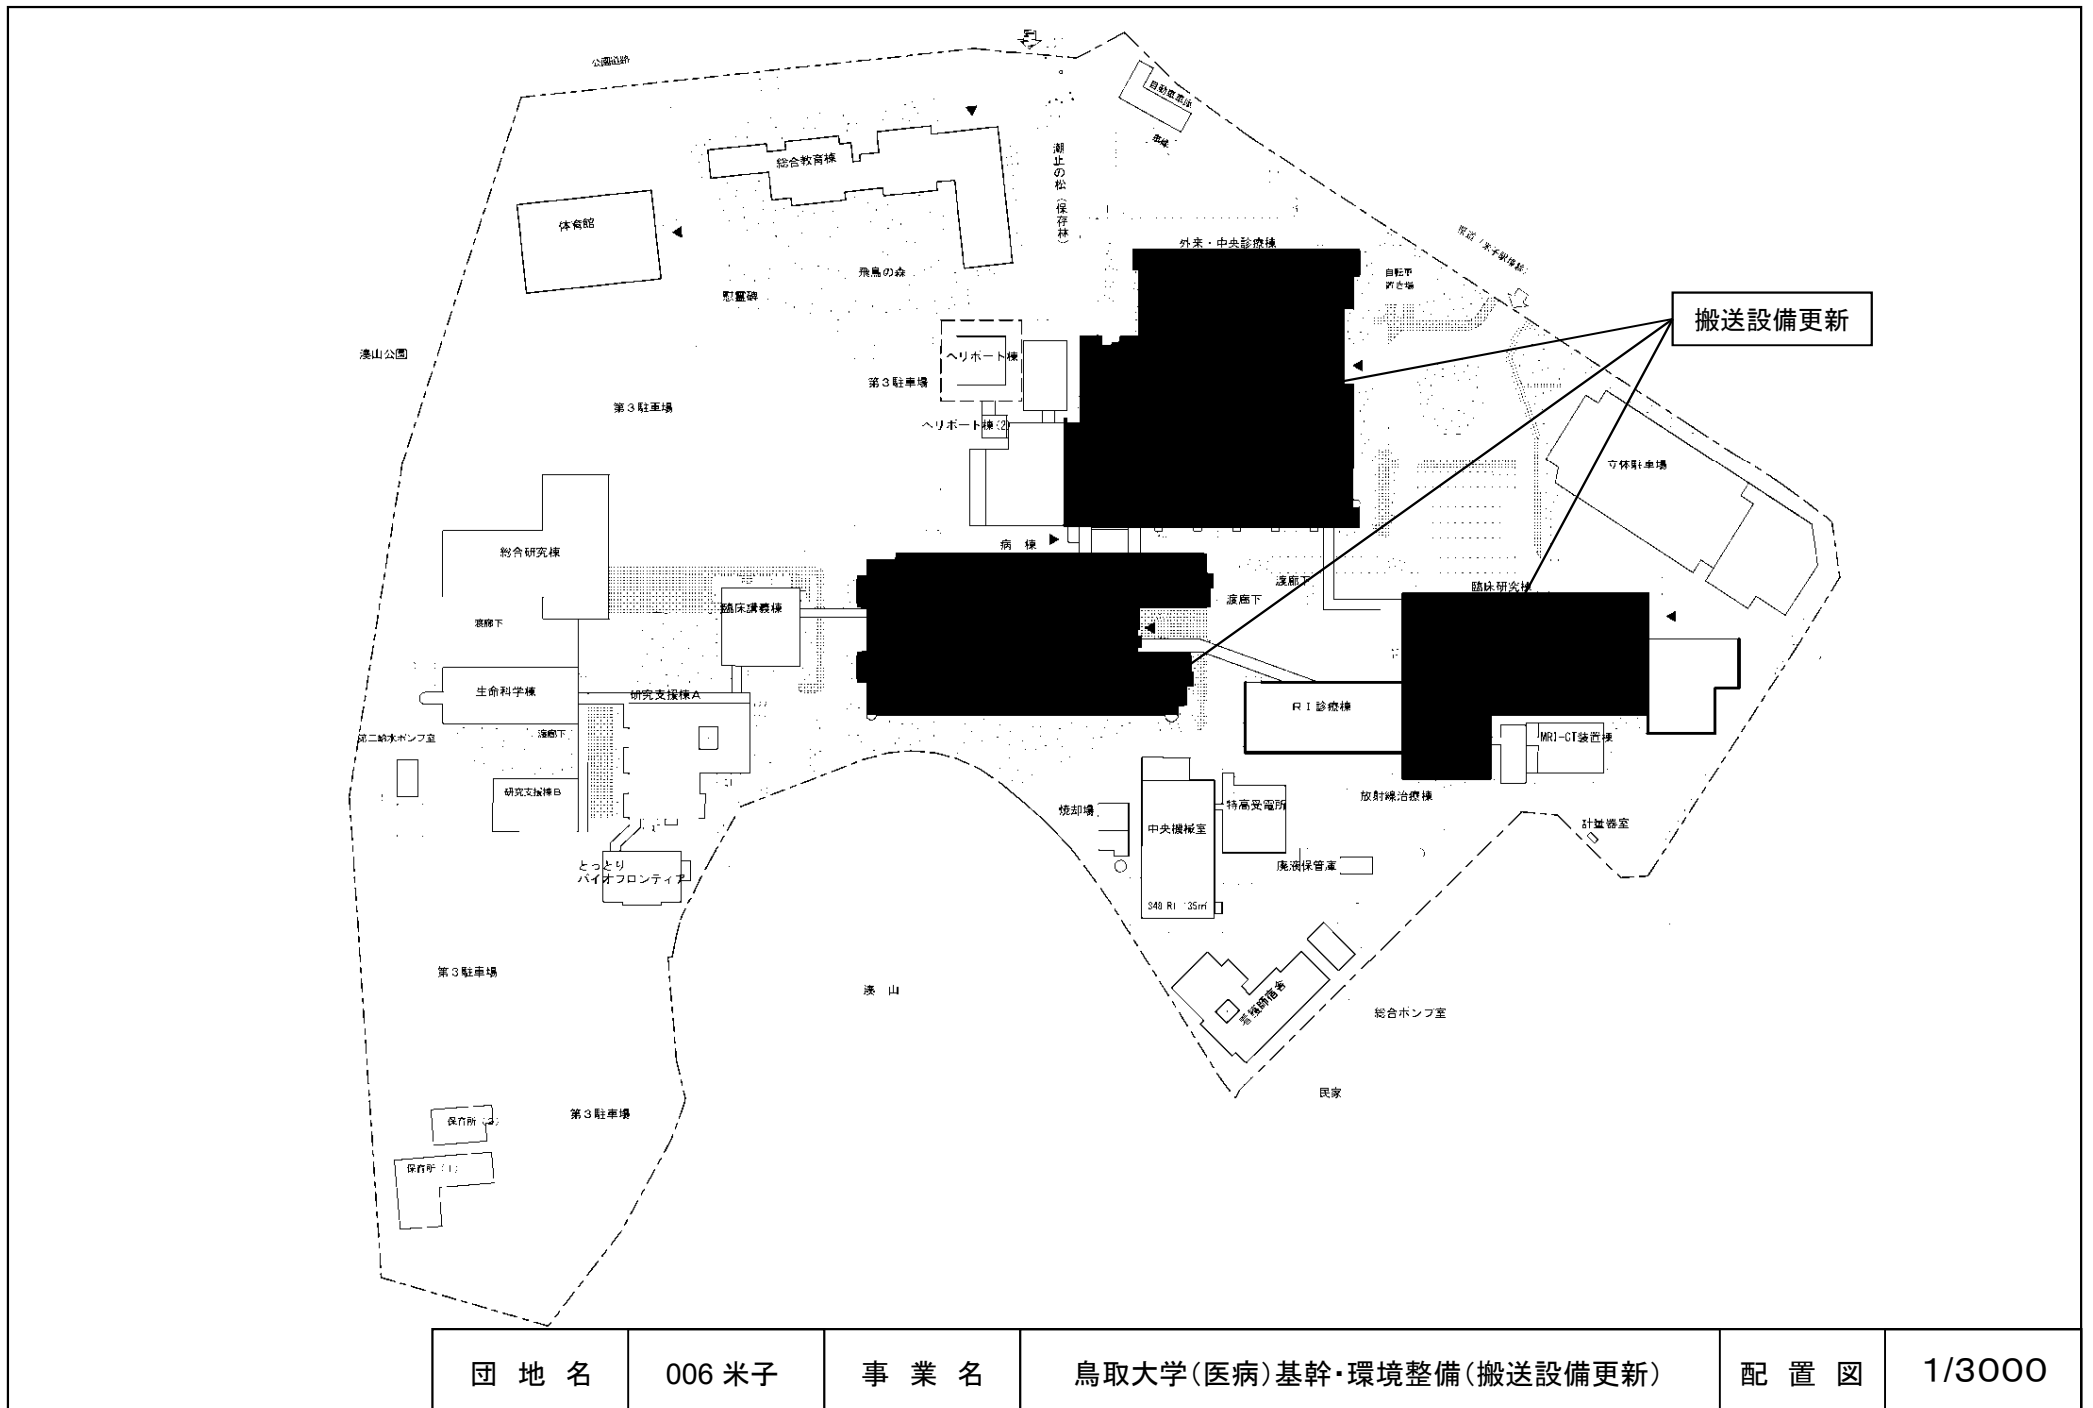 公園道路
自動車車庫
総合教育棟
潮止の松（保存林）
体育館
外来・中央診療棟
飛鳥の森
自転車
置き場
慰霊碑
搬送設備更新
湊山公園
ヘリポート棟
第３駐車場
第３駐車場
ヘリポート棟(2)
立体駐車場
病　棟
総合研究棟
渡廊下
臨床研究棟
渡廊下
臨床講義棟
渡廊下
生命科学棟
研究支援棟A
ＲＩ診療棟
第二給水ポンプ室
渡廊下
MRI-CT装置棟
研究支援棟B
放射線治療棟
焼却場
特高受電所
中央機械室
計量器室
とっとり
バイオフロンティア
廃液保管庫
第３駐車場
湊　山
看護師宿舎
総合ポンプ室
民家
第３駐車場
保育所（2）
保育所（1）
団 地 名
006 米子
事 業 名
鳥取大学（医病）基幹・環境整備（搬送設備更新）
配 置 図
1/3000